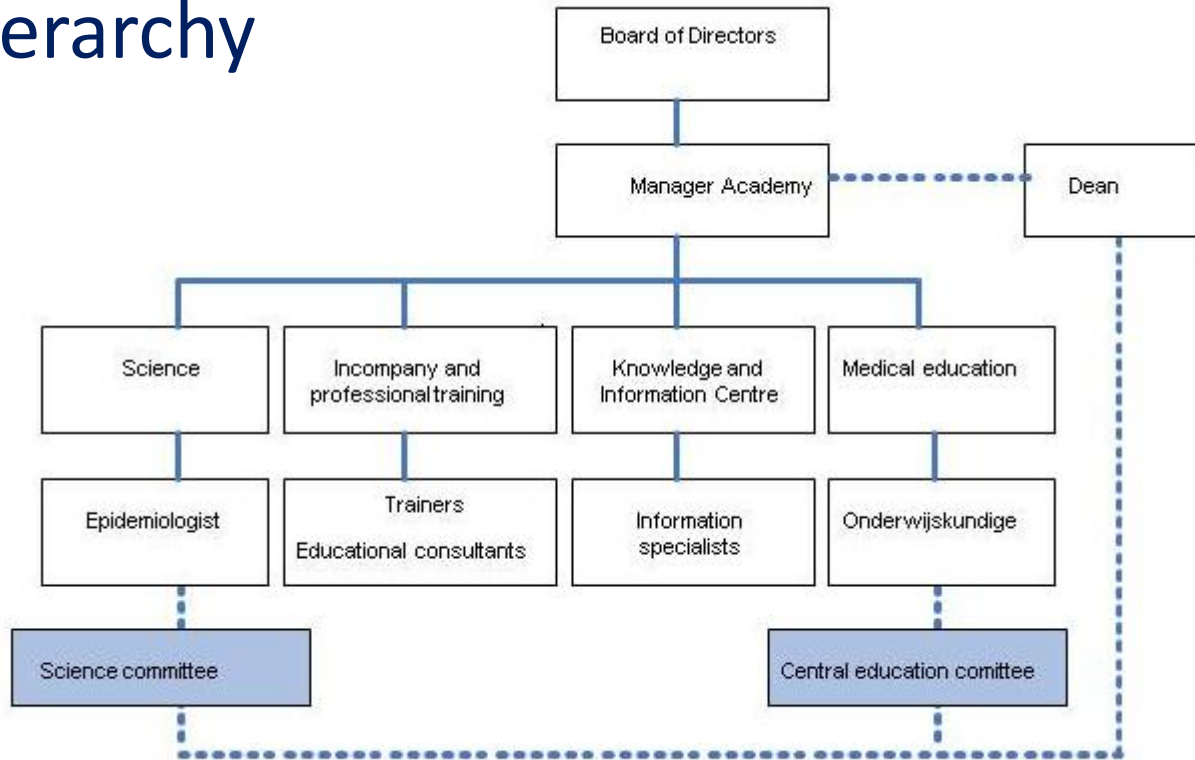 erarchy
Board of Directors
Manager Academy
Dean
Science
Incompany and
professional training
Knowledge and
Information Centre
Medical education
Epidemiologist
Trainers
Educational consultants
Information
specialists
Onderwijskundige
Science committee
Central education comittee